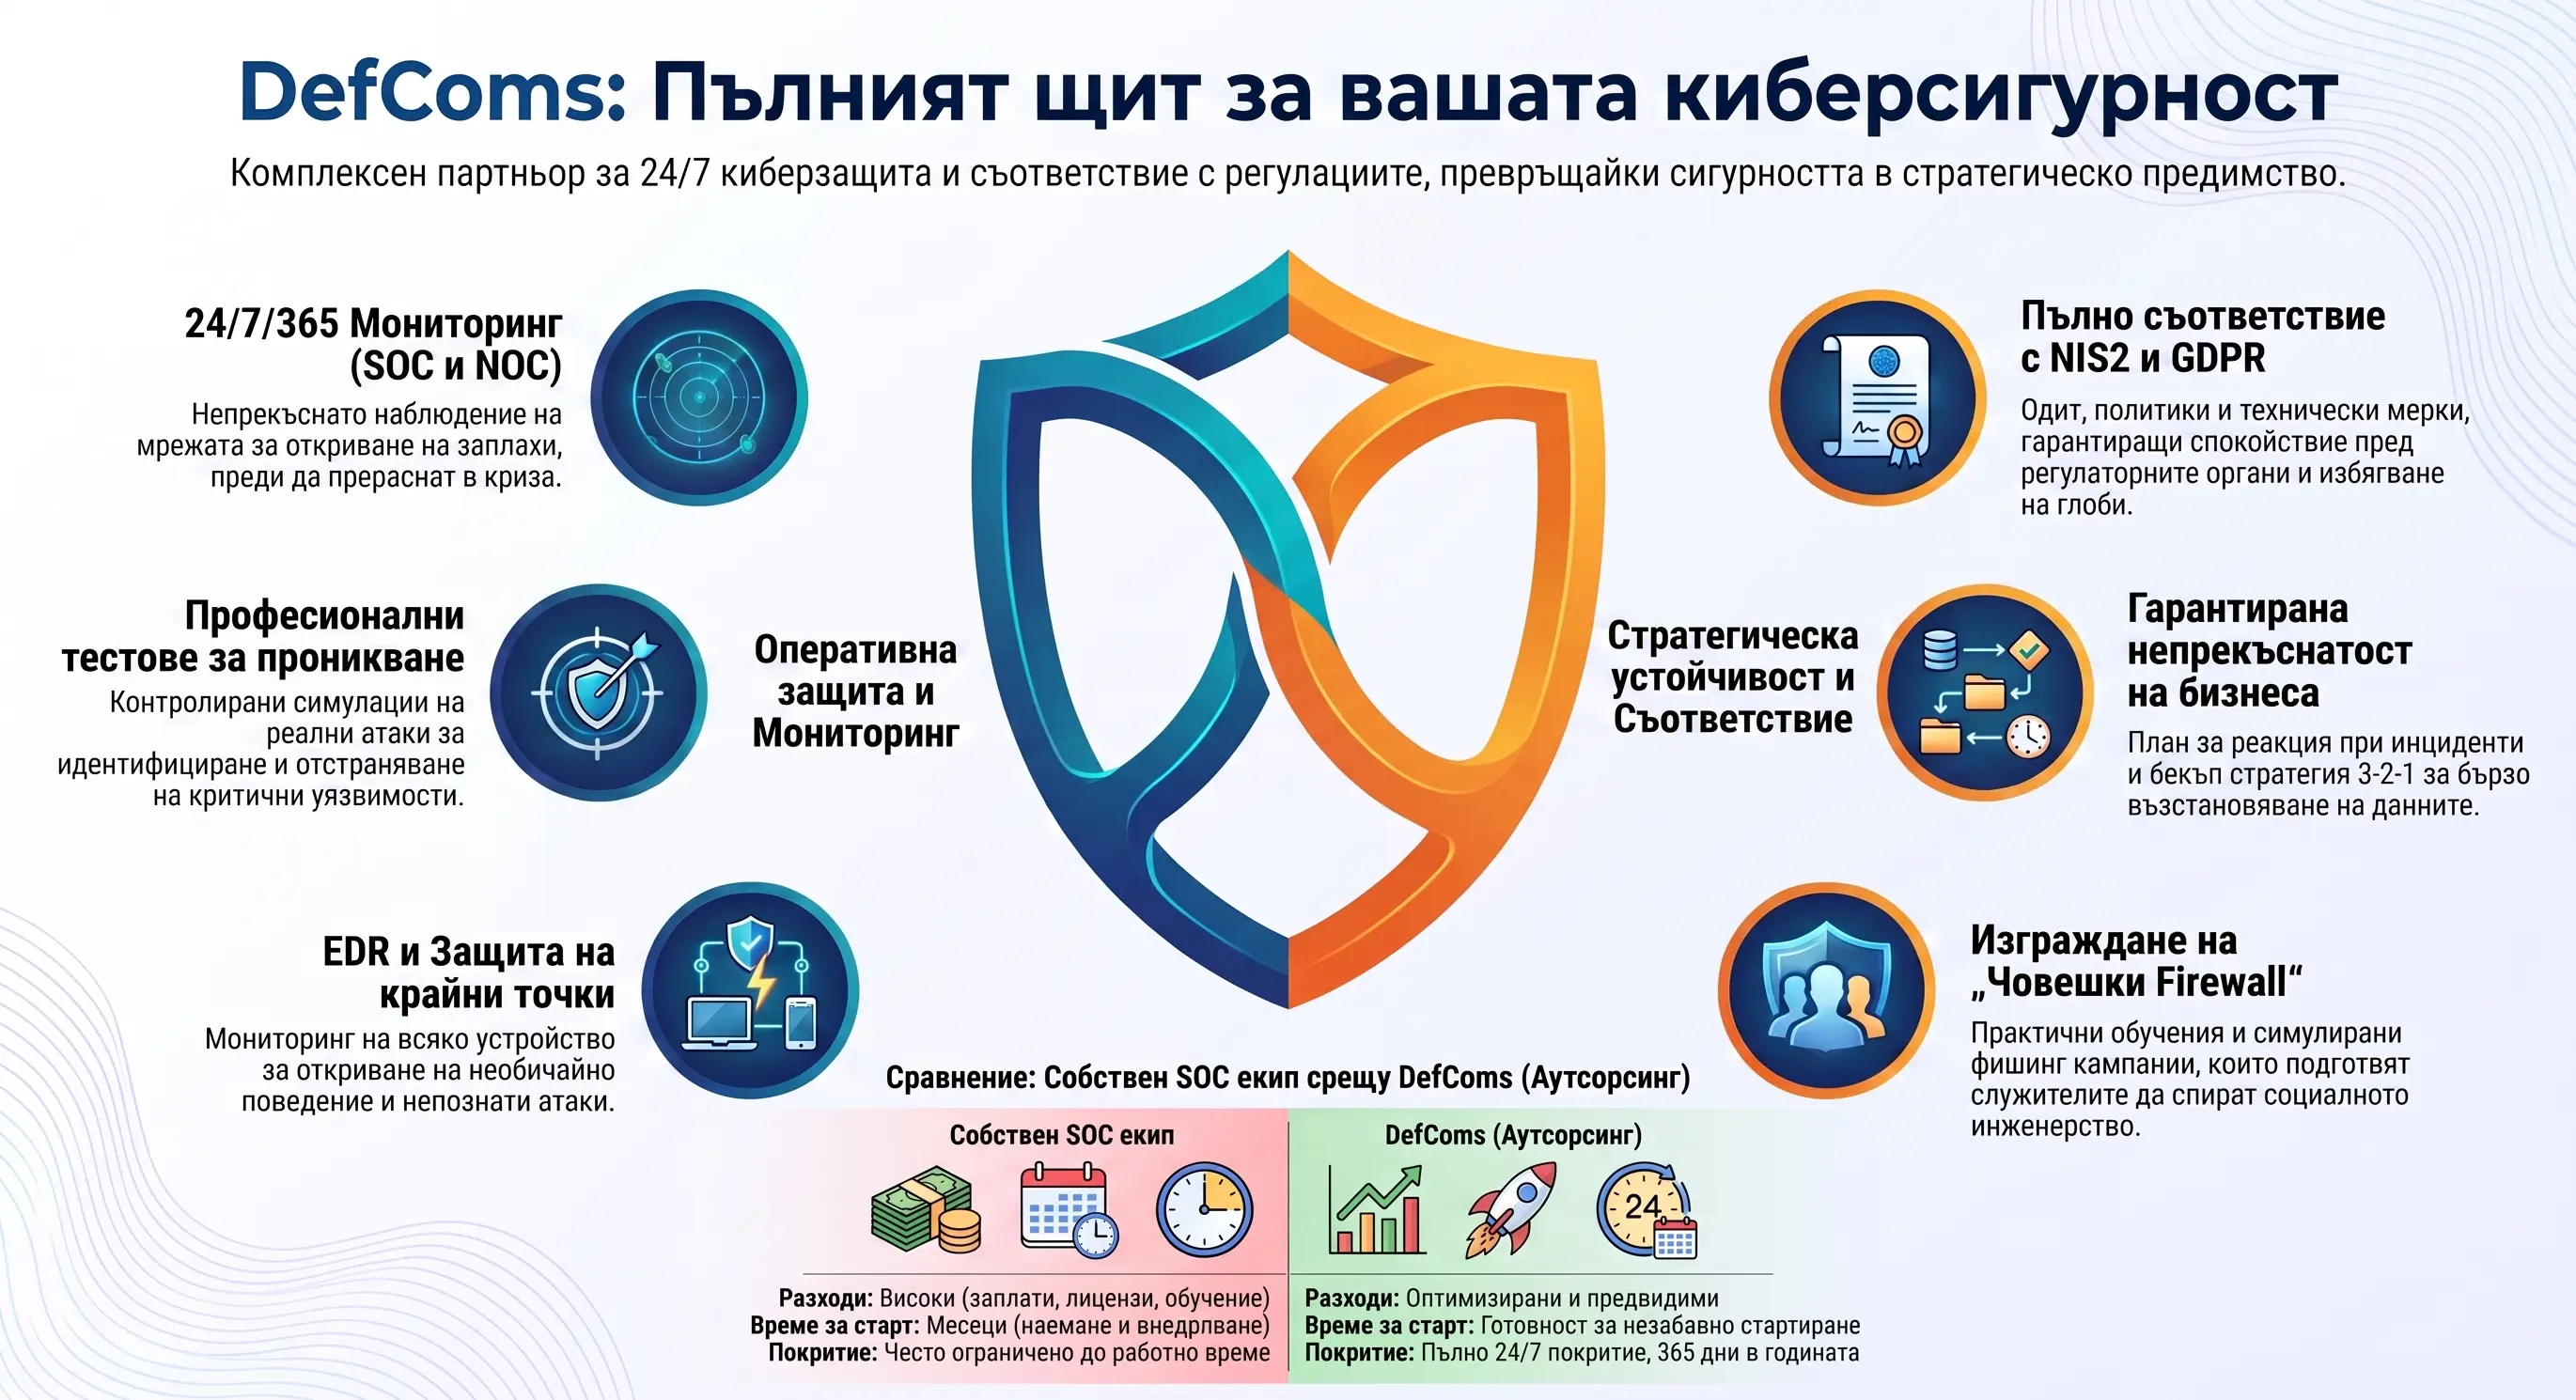 DefComs: Пълният щит за вашата киберсигурност
Комплексен партньор за 24/7 киберзащита и съответствие с регулациите, превръщайки сигурността в стратегическо предимство.
24/7/365 Мониторинг
(SOC и NOC)
Непрекъснато наблюдение на
мрежата за откриване на заплахи,
преди да прераснат в криза.
Професионални
тестове за проникване
Контролирани симулации на
реални атаки за
идентифициране и отстраняване
на критични уязвимости.
EDR и Защита на
крайни точки
Мониторинг на всяко устройство
за откриване на необичайно
поведение и непознати атаки.
Оперативна
защита и
Мониторинг
Стратегическа
устойчивост и
Съответствие
Пълно съответствие
с NIS2 и GDPR
Одит, политики и технически мерки,
гарантиращи спокойствие пред
регулаторните органи и избягване
на глоби.
Гарантирана
непрекъснатост
на бизнеса
План за реакция при инциденти
и бекъп стратегия 3-2-1 за бързо
възстановяване на данните.
Изграждане на
„Човешки Firewall“
Практични обучения и симулирани
фишинг кампании, които подготвят
служителите да спират социалното
инженерство.
Сравнение: Собствен SOC екип срещу DefComs (Аутсорсинг)
Собствен SOC екип
Разходи: Високи (заплати, лицензи, обучение)
Време за старт: Месеци (наемане и внедрлване)
Покритие: Често ограничено до работно време
DefComs (Аутсорсинг)
24
Разходи: Оптимизирани и предвидими
Време за старт: Готовност за незабавно стартиране
Покритие: Пълно 24/7 покритие, 365 дни в годината